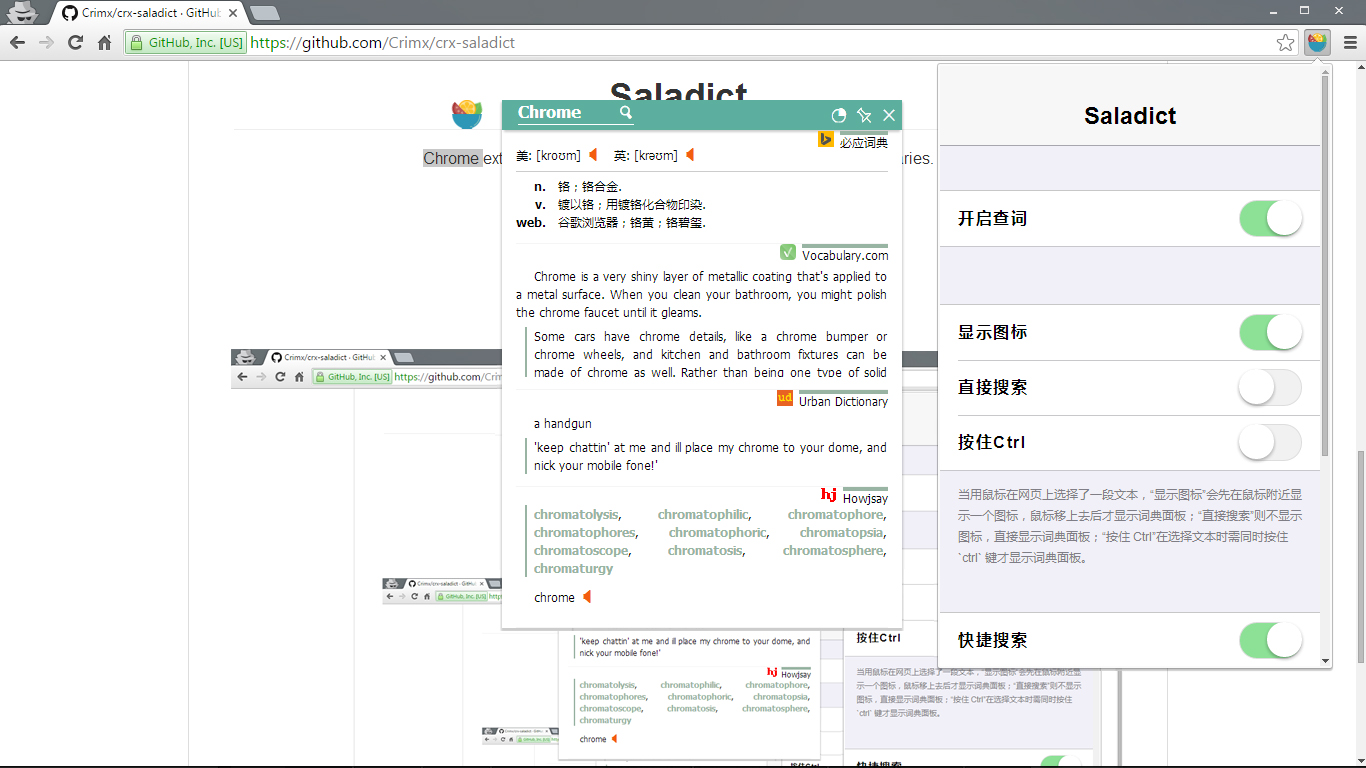 Crimx/crx-saladict · GitHub
GitHub, Inc. [US] https://github.com/Crimx/crx-saladict
Saladict
Chrome ext
aries.
Chrome
必应词典
美: [kroʊm] 英: [krəʊm]
n. 铬；铬合金.
v. 镀以铬；用镀铬化合物印染.
web. 谷歌浏览器；铬黄；铬碧玺.
Vocabulary.com
Chrome is a very shiny layer of metallic coating that's applied to
a metal surface. When you clean your bathroom, you might polish
the chrome faucet until it gleams.
Some cars have chrome details, like a chrome bumper or
chrome wheels, and kitchen and bathroom fixtures can be
made of chrome as well. Rather than being one type of solid
ud Urban Dictionary
a handgun
'keep chattin' at me and ill place my chrome to your dome, and
nick your mobile fone!'
hj Howjsay
chromatolysis, chromatophilic, chromatophore,
chromatophores, chromatophoric, chromatopsia,
chromatoscope, chromatosis, chromatosphere,
chromaturgy
chrome
Saladict
开启查词
显示图标
直接搜索
按住Ctrl
当用鼠标在网页上选择了一段文本，“显示图标”会先在鼠标附近显
示一个图标，鼠标移上去后才显示词典面板；“直接搜索”则不显示
图标，直接显示词典面板；“按住 Ctrl”在选择文本时需同时按住
`ctrl` 键才显示词典面板。
快捷搜索
Crimx/crx-saladict · GitHub
GitHub, Inc. [US] https://github.com/Crim
Crimx/crx-saladict · GitHub
GitHub, Inc. [US] http
'keep chattin' at me and ill place my chrome to your dome, and
nick your mobile fone!'
hj Howjsay
chromatolysis, chromatophilic, chromatophore,
chromatophores, chromatophoric, chromatopsia,
chromatoscope, chromatosis, chromatosphere,
chromaturgy
chrome
按住Ctrl
当用鼠标在网页上选择了一段文本，“显示图标”会先在鼠标附近显
示一个图标，鼠标移上去后才显示词典面板；“直接搜索”则不显示
图标，直接显示词典面板；“按住 Ctrl”在选择文本时需同时按住
`ctrl` 键才显示词典面板。
快捷搜索
Crimx/crx-saladict · GitHub
按住Ctrl